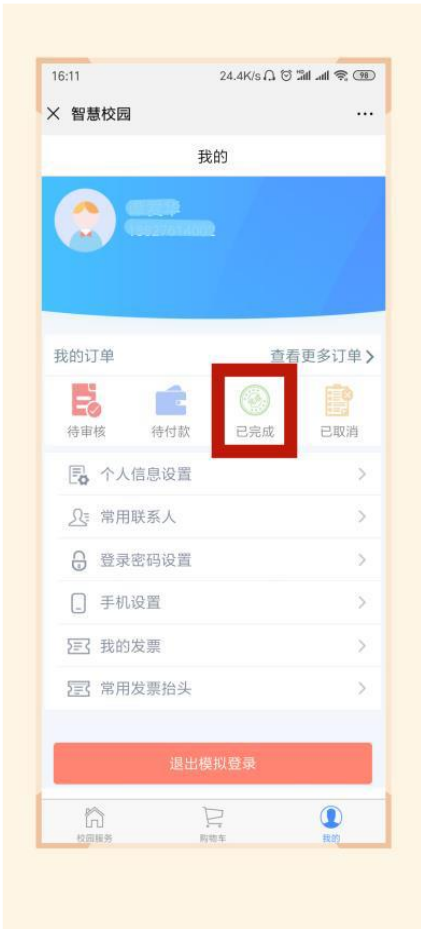 16:11 24.4K/s 98
智慧校园
我的
我的订单 查看更多订单
待审核 待付款 已完成 已取消
个人信息设置
常用联系人
登录密码设置
手机设置
我的发票
常用发票抬头
退出模拟登录
校园服务 购物车 我的